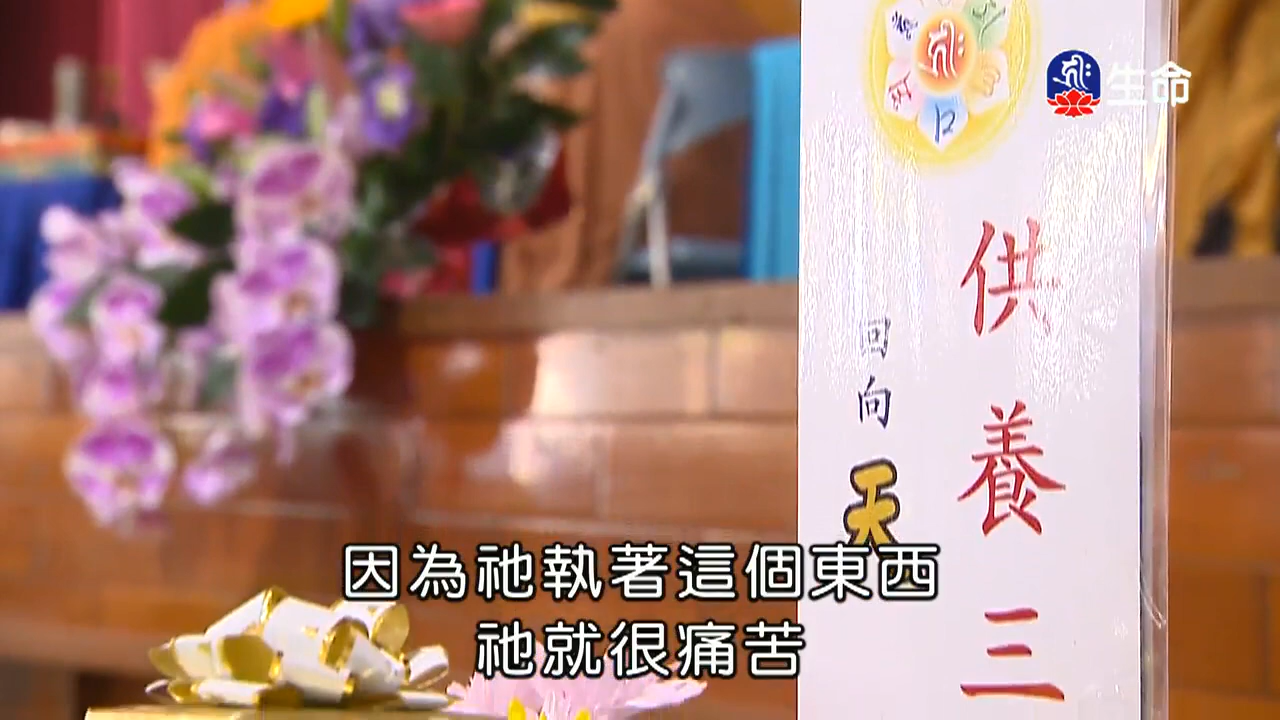 生命
供養三
回向
天
因為祂執著這個東西
祂就很痛苦